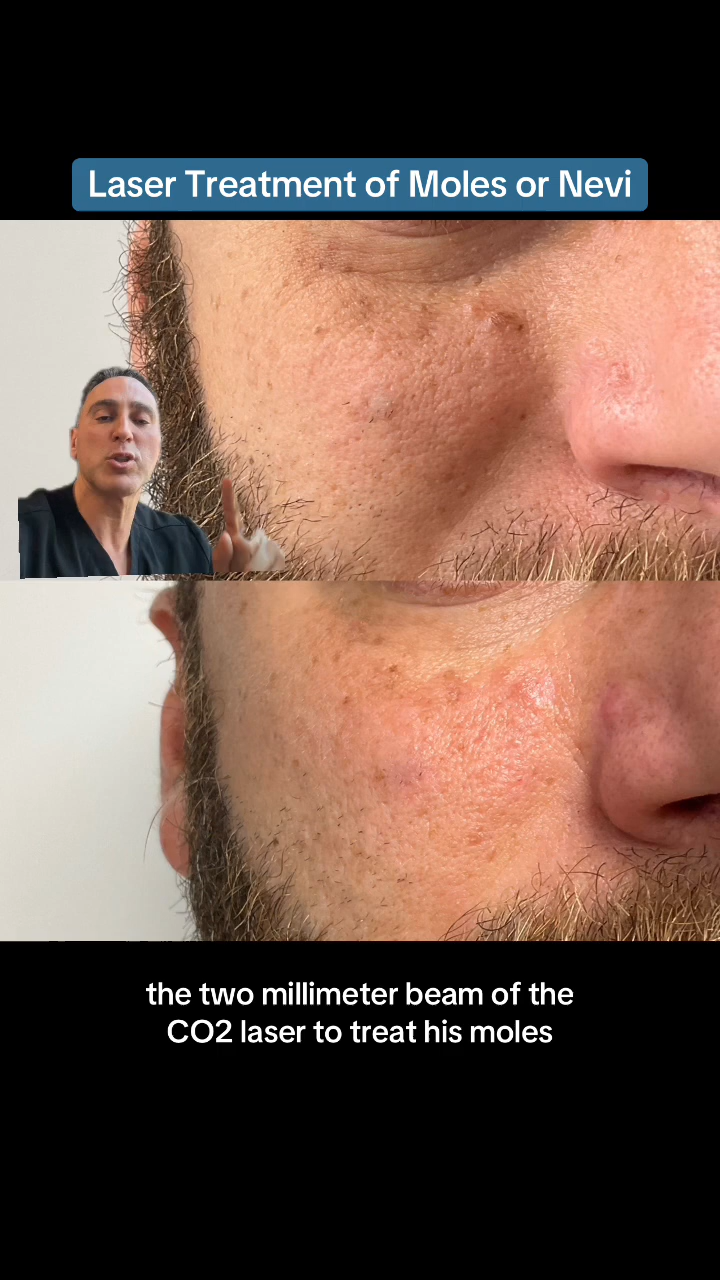 Laser Treatment of Moles or Nevi
the two millimeter beam of the
CO2 laser to treat his moles